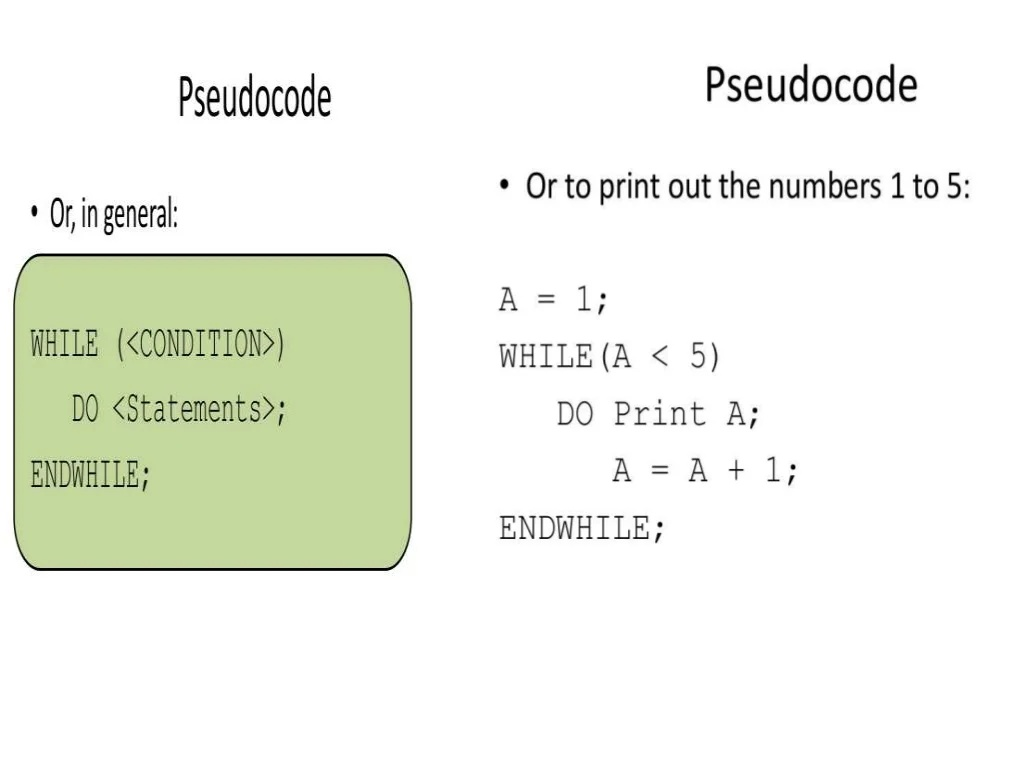 Pseudocode
• Or, in general:
WHILE (<CONDITION>)
DO <Statements>;
ENDWHILE;
Pseudocode
• Or to print out the numbers 1 to 5:
A = 1;
WHILE(A < 5)
DO Print A;
A = A + 1;
ENDWHILE;